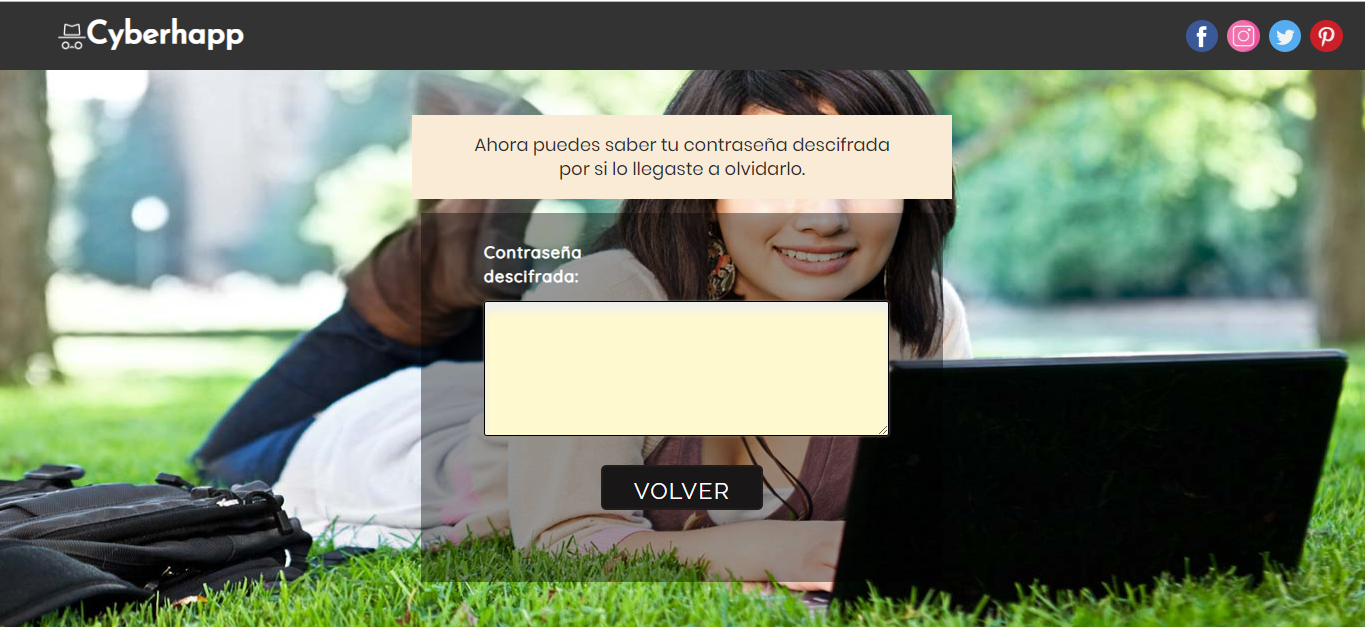 Cyberhapp
Ahora puedes saber tu contraseña descifrada
por si lo llegaste a olvidarlo.
Contraseña
descifrada:
VOLVER